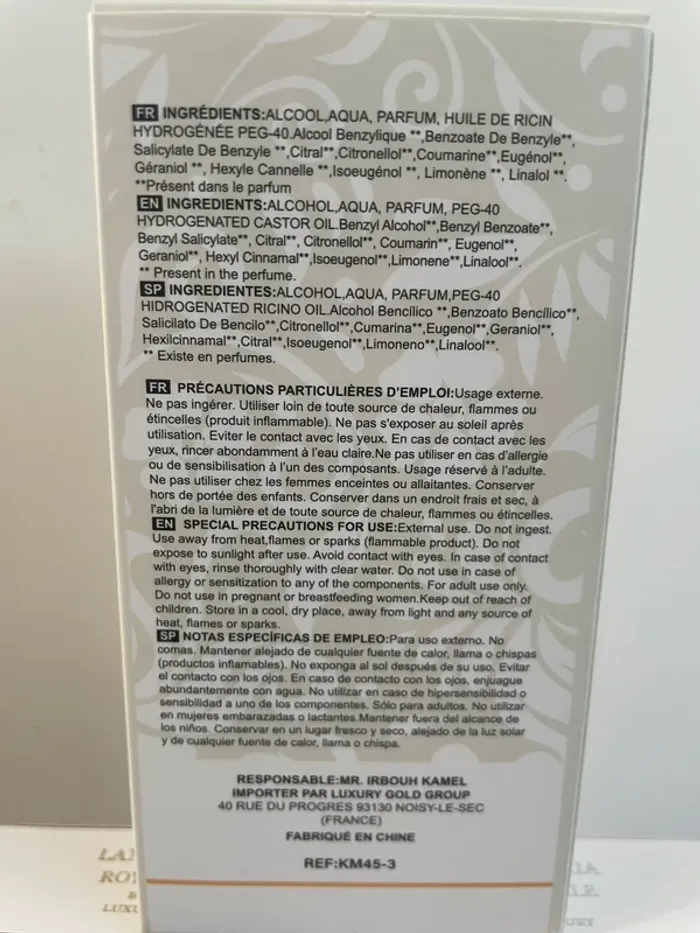 FR INGRÉDIENTS:ALCOOL,AQUA, PARFUM, HUILE DE RICIN
HYDROGÉNÉE PEG-40.Alcool Benzylique **,Benzoate De Benzyle**,
Salicylate De Benzyle **,Citral**,Citronellol**,Coumarine**,Eugénol**,
Géraniol **, Hexyle Cannelle **,Isoeugénol **, Limonène **, Linalol **.
**Présent dans le parfum
EN INGREDIENTS:ALCOHOL,AQUA, PARFUM, PEG-40
HYDROGENATED CASTOR OIL.Benzyl Alcohol**,Benzyl Benzoate**,
Benzyl Salicylate**, Citral**, Citronellol**, Coumarin**, Eugenol**,
Geraniol**, Hexyl Cinnamal**,Isoeugenol**,Limonene**,Linalool**.
** Present in the perfume.
SP INGREDIENTES:ALCOHOL,AQUA, PARFUM,PEG-40
HIDROGENATED RICINO OIL.Alcohol Bencílico **,Benzoato Bencílico**,
Salicilato De Bencilo**,Citronellol**,Cumarina**,Eugenol**,Geraniol**,
Hexilcinnamal**,Citral**,Isoeugenol**,Limoneno**,Linalool**.
** Existe en perfumes.
FR PRÉCAUTIONS PARTICULIÈRES D'EMPLOI:Usage externe.
Ne pas ingérer. Utiliser loin de toute source de chaleur, flammes ou
étincelles (produit inflammable). Ne pas s'exposer au soleil après
utilisation. Eviter le contact avec les yeux. En cas de contact avec les
yeux, rincer abondamment à l'eau claire.Ne pas utiliser en cas d'allergie
ou de sensibilisation à l'un des composants. Usage réservé à l'adulte.
Ne pas utiliser chez les femmes enceintes ou allaitantes. Conserver
hors de portée des enfants. Conserver dans un endroit frais et sec, à
l'abri de la lumière et de toute source de chaleur, flammes ou étincelles.
EN SPECIAL PRECAUTIONS FOR USE:External use. Do not ingest.
Use away from heat,flames or sparks (flammable product). Do not
expose to sunlight after use. Avoid contact with eyes. In case of contact
with eyes, rinse thoroughly with clear water. Do not use in case of
allergy or sensitization to any of the components. For adult use only.
Do not use in pregnant or breastfeeding women.Keep out of reach of
children. Store in a cool, dry place, away from light and any source of
heat, flames or sparks.
SP NOTAS ESPECÍFICAS DE EMPLEO:Para uso externo. No
comas. Mantener alejado de cualquier fuente de calor, llama o chispas
(productos inflamables). No exponga al sol después de su uso. Evitar
el contacto con los ojos. En caso de contacto con los ojos, enjuague
abundantemente con agua. No utilizar en caso de hipersensibilidad o
sensibilidad a uno de los componentes. Sólo para adultos. No utilizar
en mujeres embarazadas o lactantes.Mantener fuera del alcance de
los niños. Conservar en un lugar fresco y seco, alejado de la luz solar
y de cualquier fuente de calor, llama o chispa.
RESPONSABLE:MR. IRBOUH KAMEL
IMPORTER PAR LUXURY GOLD GROUP
40 RUE DU PROGRES 93130 NOISY-LE-SEC
(FRANCE)
FABRIQUÉ EN CHINE
REF:KM45-3